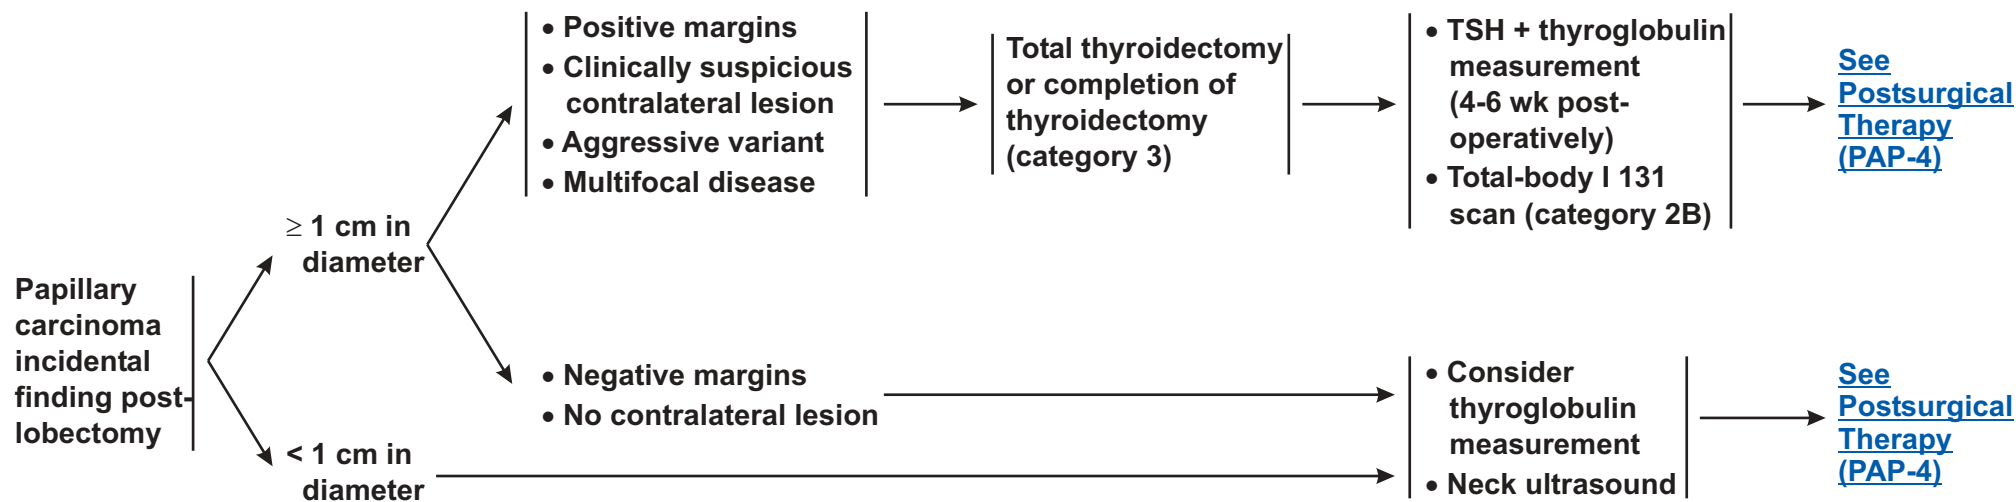 Papillary
carcinoma
incidental
finding post-
lobectomy
≥ 1 cm in
diameter
< 1 cm in
diameter
• Positive margins
• Clinically suspicious
contralateral lesion
• Aggressive variant
• Multifocal disease
• Negative margins
• No contralateral lesion
Total thyroidectomy
or completion of
thyroidectomy
(category 3)
• TSH + thyroglobulin
measurement
(4-6 wk post-
operatively)
• Total-body I 131
scan (category 2B)
See
Postsurgical
Therapy
(PAP-4)
• Consider
thyroglobulin
measurement
• Neck ultrasound
See
Postsurgical
Therapy
(PAP-4)